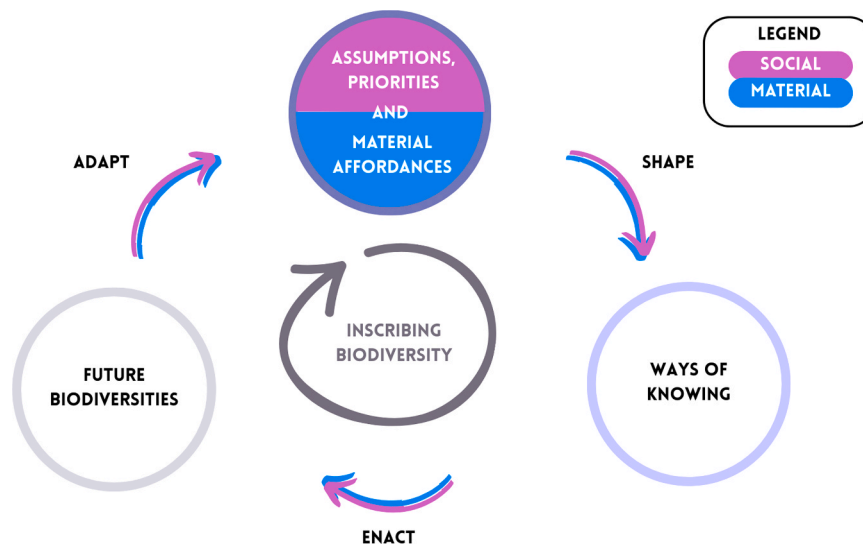 LEGEND
SOCIAL
MATERIAL
ASSUMPTIONS,
PRIORITIES
AND
MATERIAL
AFFORDANCES
ADAPT
SHAPE
INSCRIBING
BIODIVERSITY
FUTURE
BIODIVERSITIES
WAYS OF
KNOWING
ENACT